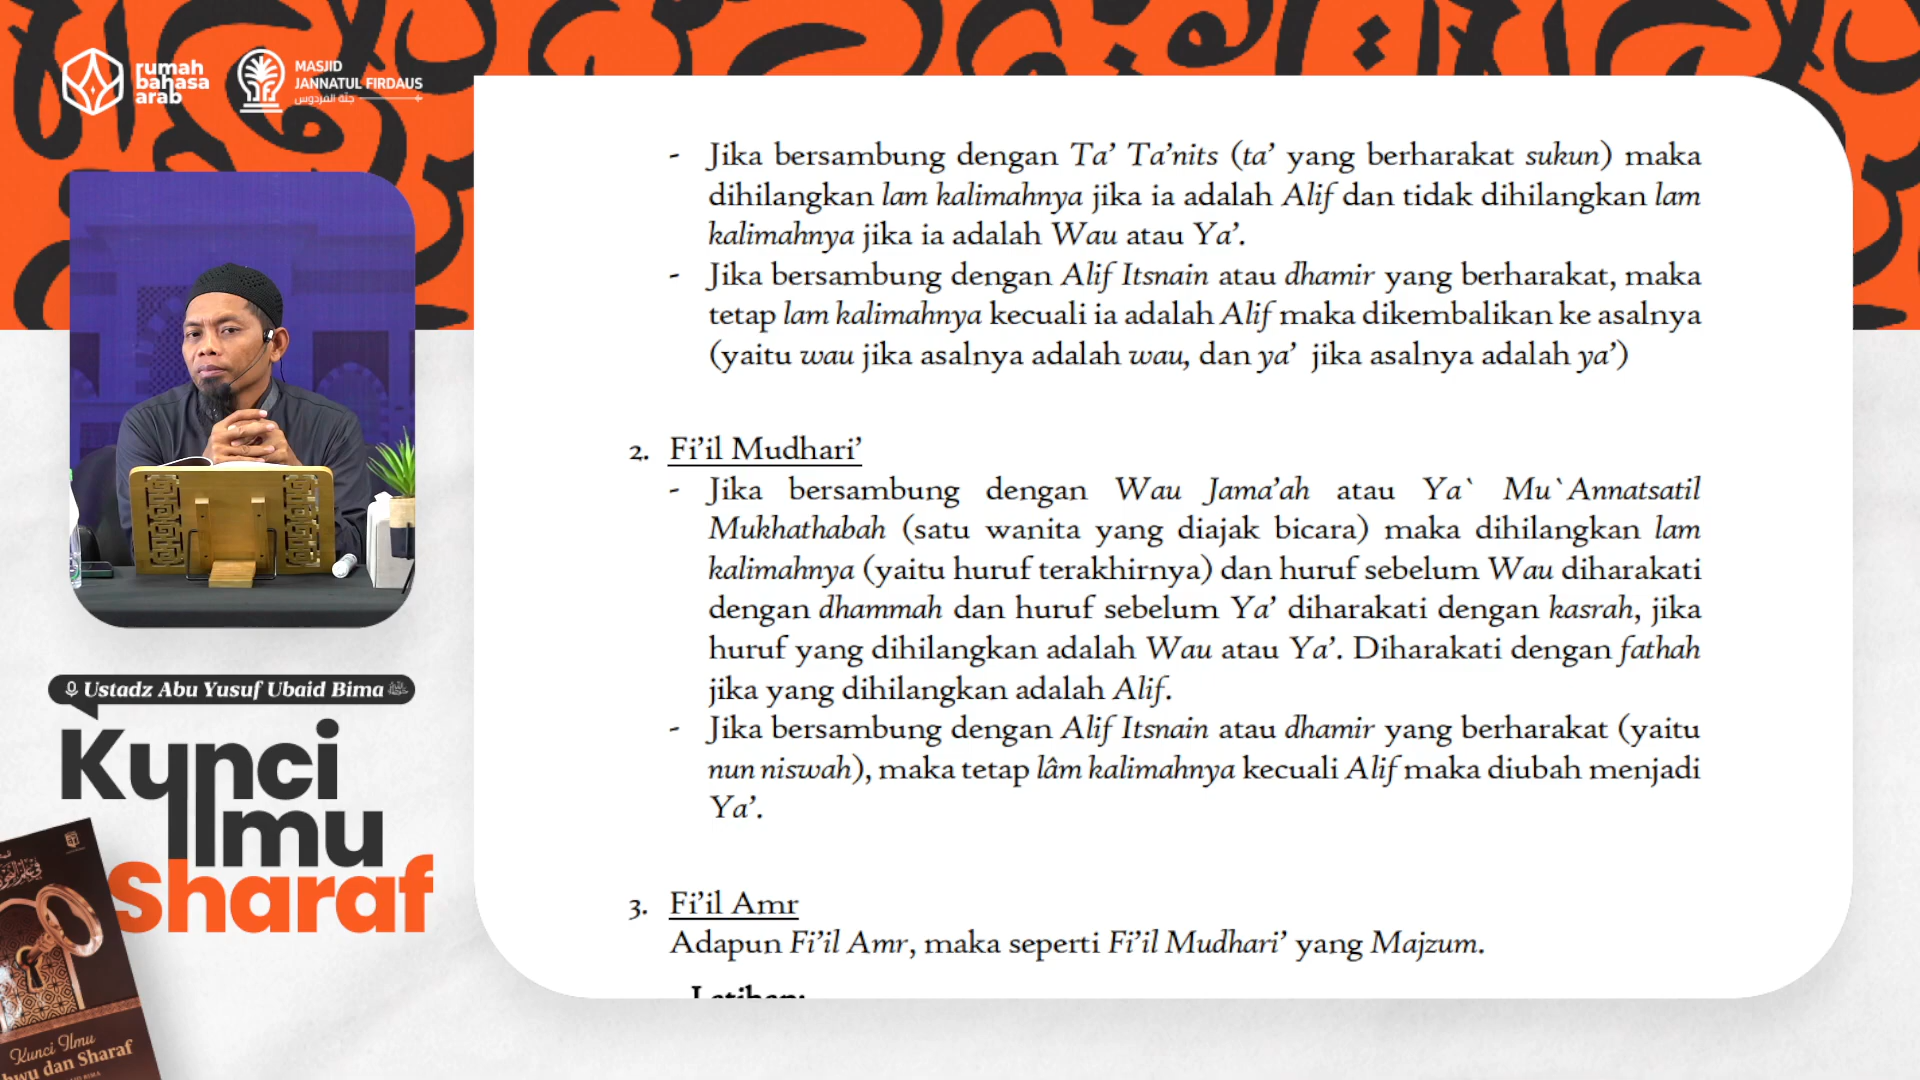 rumah
bahasa
arab
MASJID
JANNATUL FIRDAUS
جنّة الفردوس
- Jika bersambung dengan Ta’ Ta’nits (ta’ yang berharakat sukun) maka
dihilangkan lam kalimahnya jika ia adalah Alif dan tidak dihilangkan lam
kalimahnya jika ia adalah Wau atau Ya’.
- Jika bersambung dengan Alif Itsnain atau dhamir yang berharakat, maka
tetap lam kalimahnya kecuali ia adalah Alif maka dikembalikan ke asalnya
(yaitu wau jika asalnya adalah wau, dan ya’ jika asalnya adalah ya’)
2. Fi’il Mudhari’
- Jika bersambung dengan Wau Jama’ah atau Ya` Mu`Annatsatil
Mukhathabah (satu wanita yang diajak bicara) maka dihilangkan lam
kalimahnya (yaitu huruf terakhirnya) dan huruf sebelum Wau diharakati
dengan dhammah dan huruf sebelum Ya’ diharakati dengan kasrah, jika
huruf yang dihilangkan adalah Wau atau Ya’. Diharakati dengan fathah
jika yang dihilangkan adalah Alif.
- Jika bersambung dengan Alif Itsnain atau dhamir yang berharakat (yaitu
nun niswah), maka tetap lâm kalimahnya kecuali Alif maka diubah menjadi
Ya’.
3. Fi’il Amr
Adapun Fi’il Amr, maka seperti Fi’il Mudhari’ yang Majzum.
Latihan:
Ustadz Abu Yusuf Ubaid Bima
Kunci
Ilmu
Sharaf
Kunci Ilmu
hwu dan Sharaf